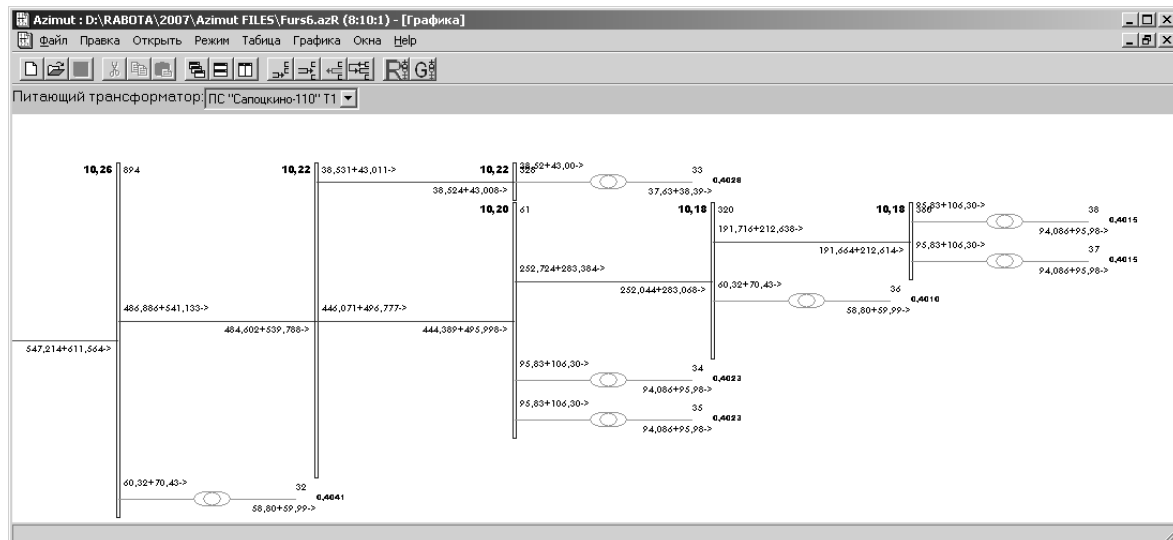 Azimut : D:\RABOTA\2007\Azimut FILES\Furs6.azR (8:10:1) - [Графика]
Файл Правка Открыть Режим Табица Графика Окна Help
R G
Питающий трансформатор: ПС "Сапоцкино-110" Т1
10,26 894 10,22 38,531+43,011-> 10,22 38,52+43,00-> 33
0,4028
38,524+43,008-> 37,63+38,39->
10,20 61 10,18 320 10,18 95,83+106,30-> 38
0,4015
191,716+212,638-> 94,086+95,98->
191,664+212,614-> 95,83+106,30-> 37
0,4015
252,724+283,384-> 94,086+95,98->
252,044+283,068-> 60,32+70,43-> 36
0,4010
486,886+541,133-> 446,071+496,777-> 58,80+59,99->
484,602+539,788-> 444,389+495,998->
547,214+611,564->
95,83+106,30-> 34
0,4023
94,086+95,98->
95,83+106,30-> 35
0,4023
94,086+95,98->
60,32+70,43-> 32
0,4041
58,80+59,99->